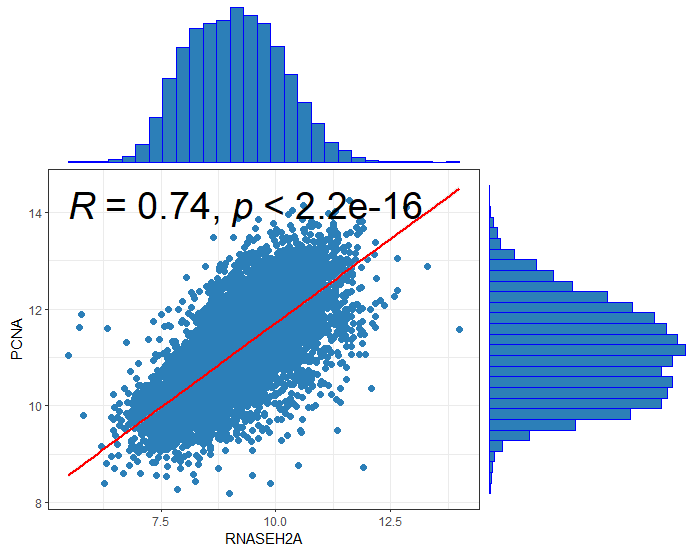 R = 0.74, p < 2.2e-16
14
12
10
8
PCNA
7.5 10.0 12.5
RNASEH2A